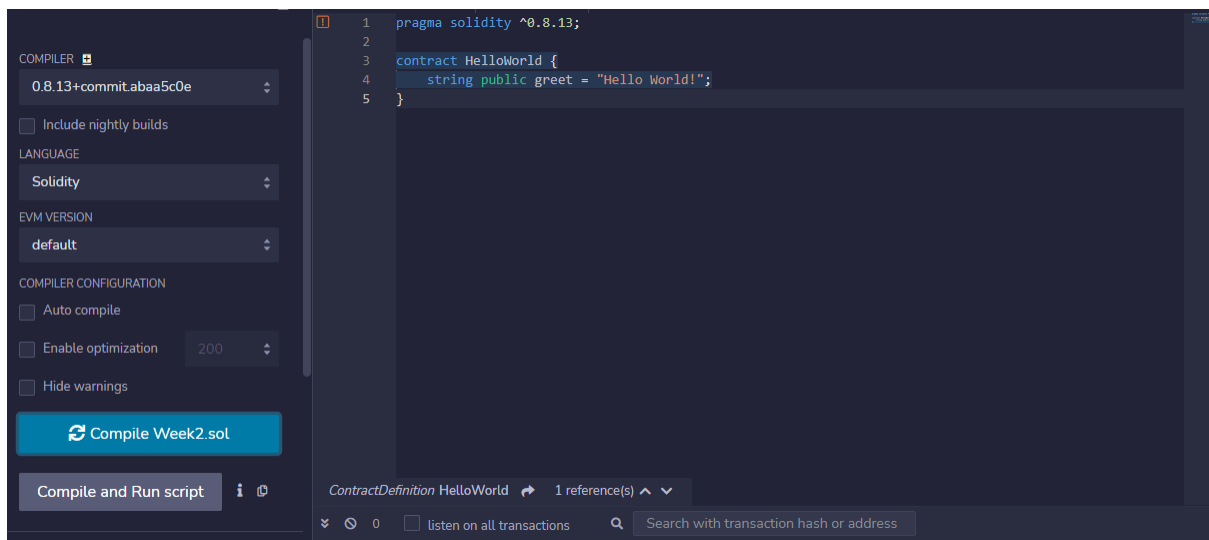 COMPILER
0.8.13+commit.abaa5c0e
Include nightly builds
LANGUAGE
Solidity
EVM VERSION
default
COMPILER CONFIGURATION
Auto compile
Enable optimization 200
Hide warnings
Compile Week2.sol
Compile and Run script
1 pragma solidity ^0.8.13;
2
3 contract HelloWorld {
4 string public greet = "Hello World!";
5 }
ContractDefinition HelloWorld 1 reference(s)
0 listen on all transactions Search with transaction hash or address